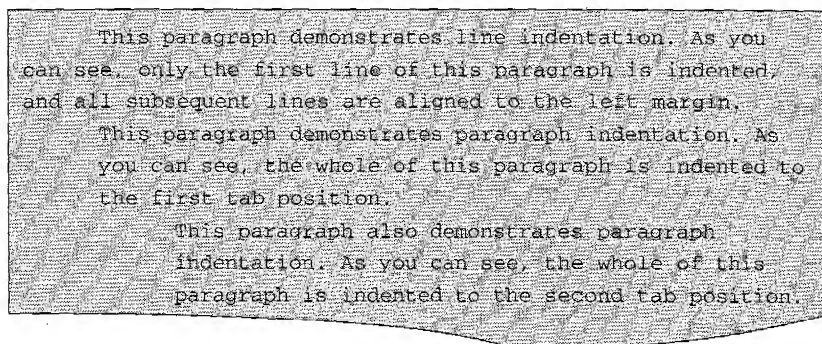 This paragraph demonstrates line indentation. As you
can see, only the first line of this paragraph is indented,
and all subsequent lines are aligned to the left margin.
This paragraph demonstrates paragraph indentation. As
you can see, the whole of this paragraph is indented to
the first tab position.
This paragraph also demonstrates paragraph
indentation. As you can see, the whole of this
paragraph is indented to the second tab position.